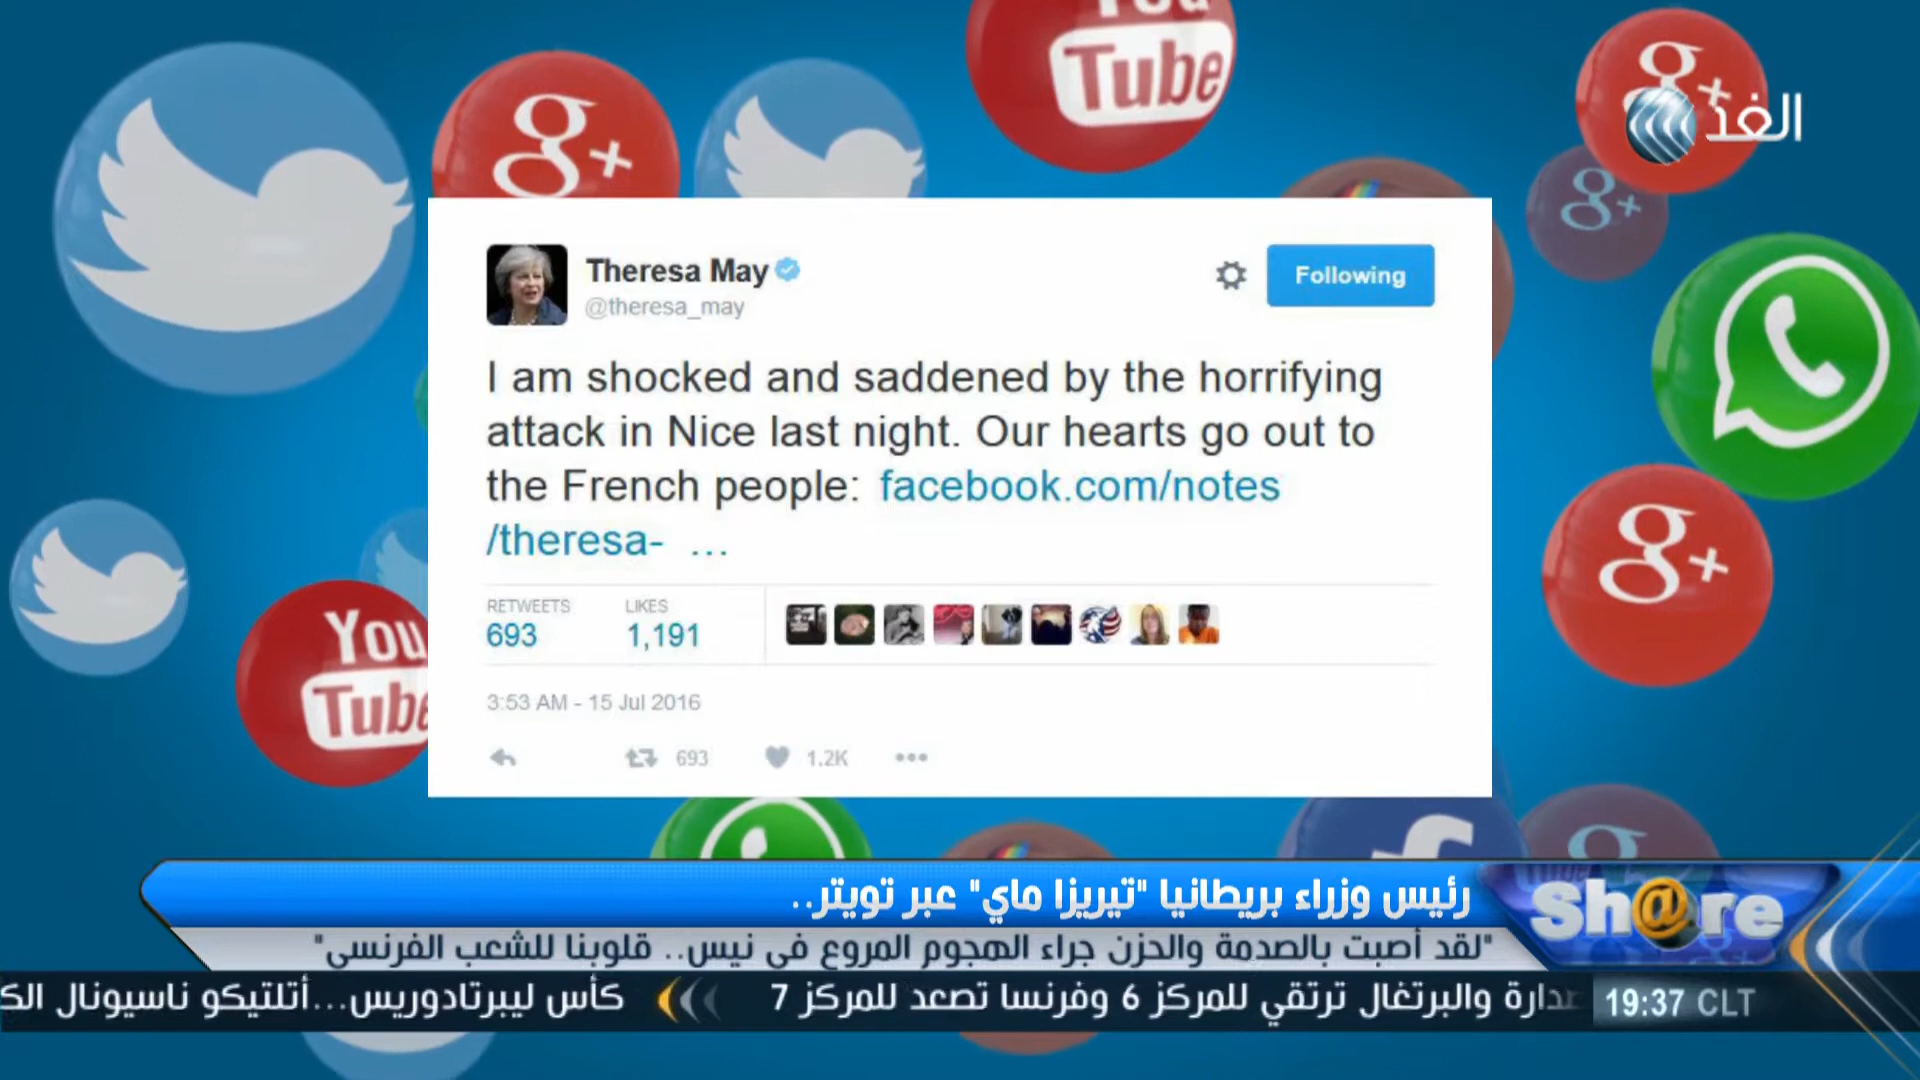 You
Tube
g+
g+
الغد
g+
Theresa May
@theresa_may
Following
I am shocked and saddened by the horrifying
attack in Nice last night. Our hearts go out to
the French people: facebook.com/notes
/theresa- ...
g+
You
Tube
RETWEETS
693
LIKES
1,191
3:53 AM - 15 Jul 2016
693
1.2K
رئيس وزراء بريطانيا "تيريزا ماي" عبر تويتر..
Sh@re
"لقد أصبت بالصدمة والحزن جراء الهجوم المروع في نيس.. قلوبنا للشعب الفرنسي"
صدارة والبرتغال ترتقي للمركز 6 وفرنسا تصعد للمركز 7
كأس ليبرتادوريس...أتلتيكو ناسيونال
19:37 CLT